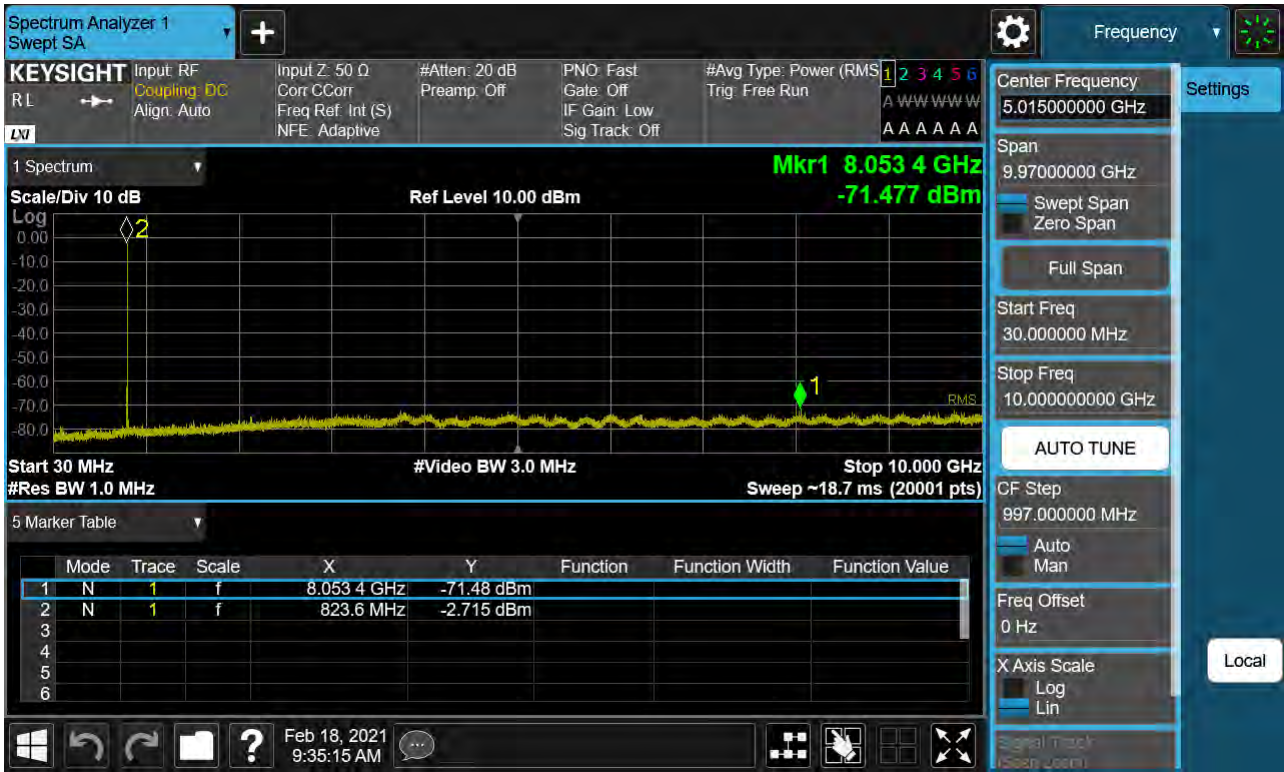 Spectrum Analyzer 1
Swept SA
Frequency
KEYSIGHT
RL
LXI
Input: RF
Coupling: DC
Align: Auto
Input Z: 50 Ω
Corr CCorr
Freq Ref: Int (S)
NFE: Adaptive
#Atten: 20 dB
Preamp: Off
PNO: Fast
Gate: Off
IF Gain: Low
Sig Track: Off
#Avg Type: Power (RMS
Trig: Free Run
1 2 3 4 5 6
A W W W W W
A A A A A A
1 Spectrum
Scale/Div 10 dB
Ref Level 10.00 dBm
Mkr1 8.053 4 GHz
-71.477 dBm
Log
0.00
-10.0
-20.0
-30.0
-40.0
-50.0
-60.0
-70.0
-80.0
2
1
RMS
Start 30 MHz
#Video BW 3.0 MHz
Stop 10.000 GHz
#Res BW 1.0 MHz
Sweep ~18.7 ms (20001 pts)
5 Marker Table
Mode Trace Scale X Y Function Function Width Function Value
1 N 1 f 8.053 4 GHz -71.48 dBm
2 N 1 f 823.6 MHz -2.715 dBm
3
4
5
6
Feb 18, 2021
9:35:15 AM
Center Frequency
5.015000000 GHz
Settings
Span
9.97000000 GHz
Swept Span
Zero Span
Full Span
Start Freq
30.000000 MHz
Stop Freq
10.000000000 GHz
AUTO TUNE
CF Step
997.000000 MHz
Auto
Man
Freq Offset
0 Hz
X Axis Scale
Log
Lin
Local
Signal Track
(Span Zoom)